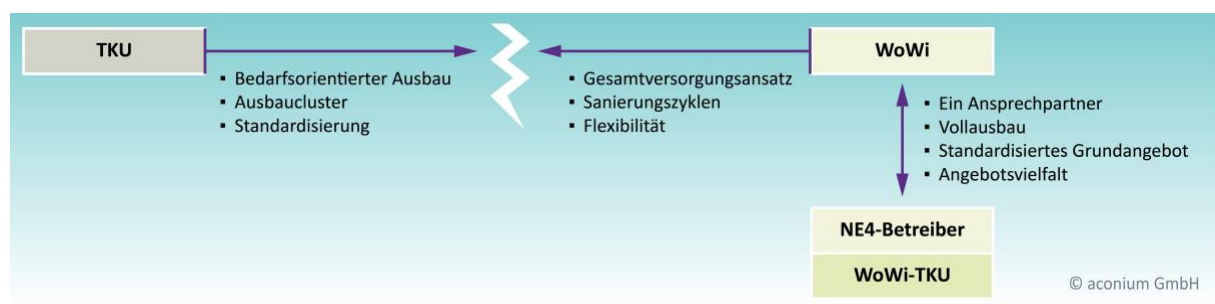 TKU
▪ Bedarfsorientierter Ausbau
▪ Ausbaucluster
▪ Standardisierung
▪ Gesamtversorgungsansatz
▪ Sanierungszyklen
▪ Flexibilität
WoWi
▪ Ein Ansprechpartner
▪ Vollausbau
▪ Standardisiertes Grundangebot
▪ Angebotsvielfalt
NE4-Betreiber
WoWi-TKU
© aconium GmbH